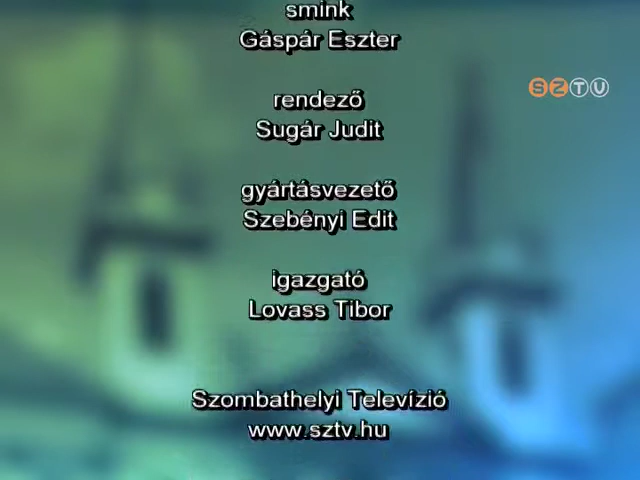 smink
Gáspár Eszter
SZTV
rendező
Sugár Judit
gyártásvezető
Szebényi Edit
igazgató
Lovass Tibor
Szombathelyi Televízió
www.sztv.hu